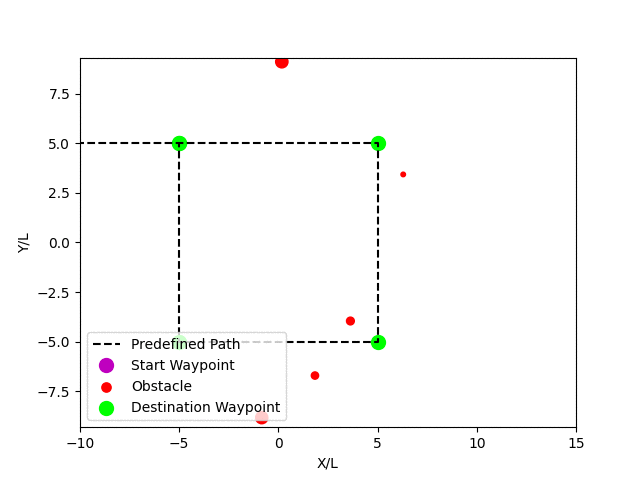 7.5
5.0
2.5
0.0
−2.5
−5.0
−7.5
Y/L
Predefined Path
Start Waypoint
Obstacle
Destination Waypoint
−10
−5
0
5
10
15
X/L